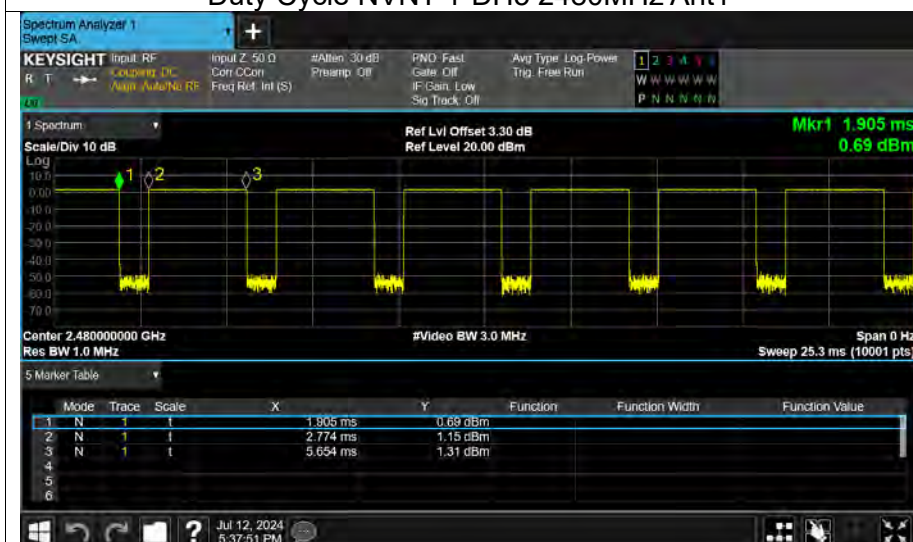 Duty Cycle NVNT 1-DH5 2480MHz Ant1
Spectrum Analyzer 1
Swept SA
+
KEYSIGHT Input: RF Input Z: 50 Ω #Atten: 30 dB PNO: Fast Avg Type: Log-Power 1 2 3 4 5 6
R T Coupling: DC Corr CCorr Preamp: Off Gate: Off Trig: Free Run W W W W W W
Align: Auto/No RF Freq Ref: Int (S) IF Gain: Low P N N N N N
Sig Track: Off
1 Spectrum
Ref Lvl Offset 3.30 dB Mkr1 1.905 ms
Scale/Div 10 dB Ref Level 20.00 dBm 0.69 dBm
Log
10.0
0.00
-10.0
-20.0
-30.0
-40.0
-50.0
-60.0
-70.0
1 2 3
Center 2.480000000 GHz #Video BW 3.0 MHz Span 0 Hz
Res BW 1.0 MHz Sweep 25.3 ms (10001 pts)
5 Marker Table
Mode Trace Scale X Y Function Function Width Function Value
1 N 1 t 1.905 ms 0.69 dBm
2 N 1 t 2.774 ms 1.15 dBm
3 N 1 t 5.654 ms 1.31 dBm
4
5
6
? Jul 12, 2024
5:37:51 PM